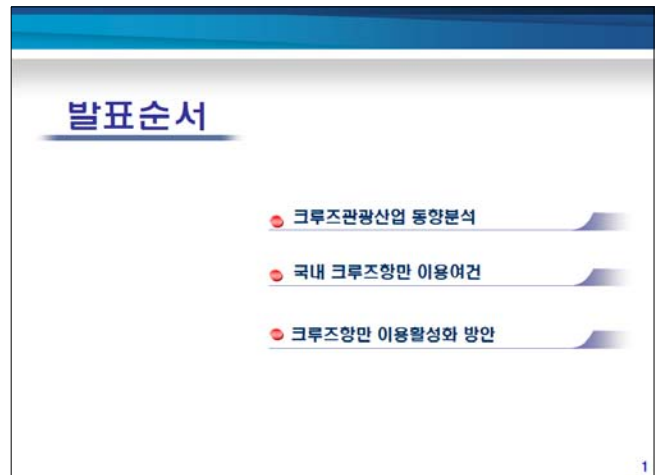 발표순서
크루즈관광산업 동향분석
국내 크루즈항만 이용여건
크루즈항만 이용활성화 방안
1